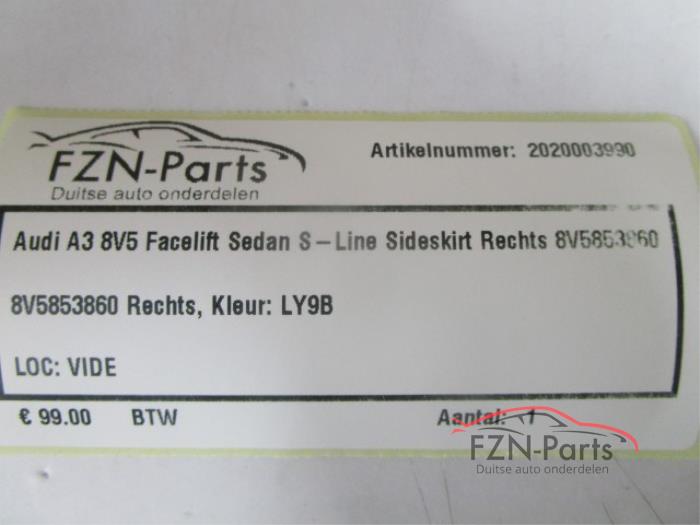 FZN-Parts
Duitse auto onderdelen
Artikelnummer: 2020003990
Audi A3 8V5 Facelift Sedan S-Line Sideskirt Rechts 8V5853860
8V5853860 Rechts, Kleur: LY9B
LOC: VIDE
€ 99.00 BTW Aantal: 1
FZN-Parts
Duitse auto onderdelen